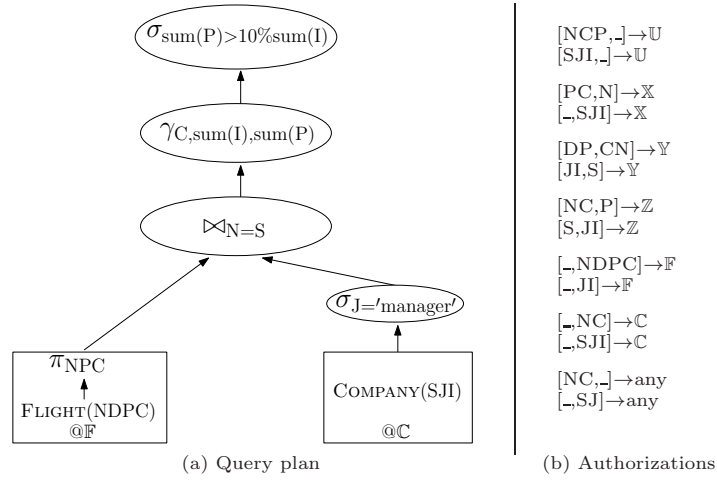 σsum(P)>10%sum(I)
γC,sum(I),sum(P)
⋈N=S
σJ='manager'
πNPC
FLIGHT(NDPC)
@𝔽
COMPANY(SJI)
@ℂ
(a) Query plan
[NCP,_]→𝕌
[SJI,_]→𝕌
[PC,N]→𝕏
[_,SJI]→𝕏
[DP,CN]→𝕐
[JI,S]→𝕐
[NC,P]→ℤ
[S,JI]→ℤ
[_,NDPC]→𝔽
[_,JI]→𝔽
[_,NC]→ℂ
[_,SJI]→ℂ
[NC,_]→any
[_,SJ]→any
(b) Authorizations